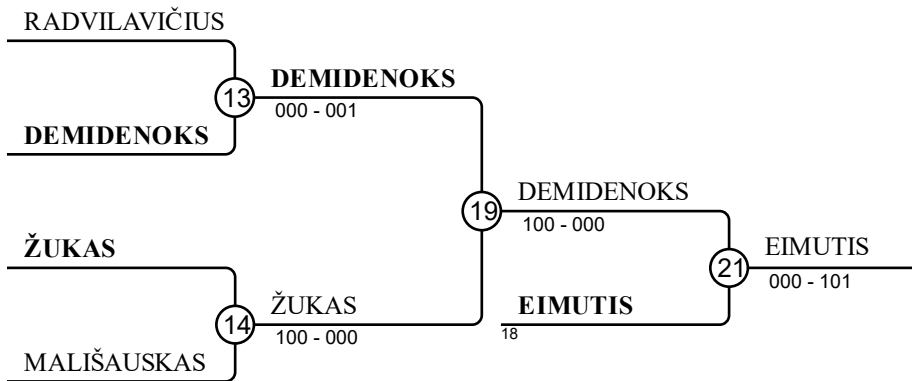 RADVILAVIČIUS
13
DEMIDENOKS
000 - 001
DEMIDENOKS
19
DEMIDENOKS
100 - 000
ŽUKAS
21
EIMUTIS
000 - 101
14
ŽUKAS
100 - 000
EIMUTIS
18
MALIŠAUSKAS